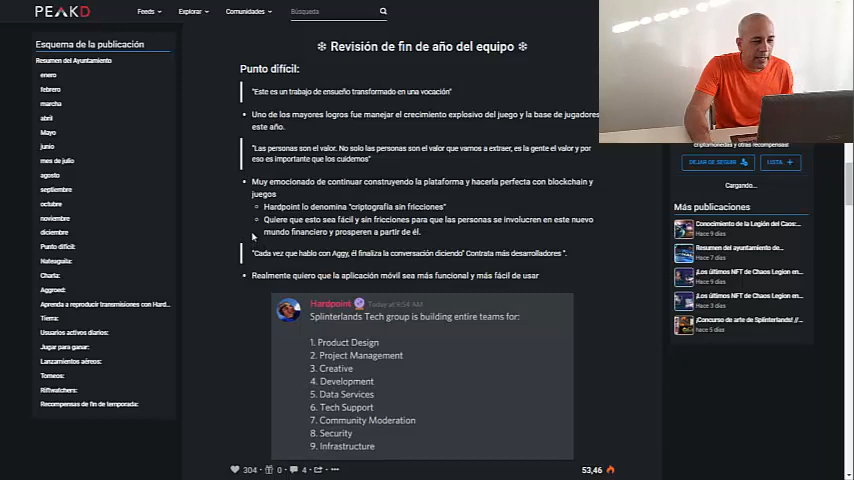 PEAKD
Feeds
Explorar
Comunidades
Búsqueda
Esquema de la publicación
Resumen del Ayuntamiento
enero
febrero
marcha
abril
Mayo
junio
mes de julio
agosto
septiembre
octubre
noviembre
diciembre
Punto difícil:
Nateaguila:
Charla:
Aggroed:
Aprenda a reproducir transmisiones con Hard...
Tierra:
Usuarios activos diarios:
Jugar para ganar:
Lanzamientos aéreos:
Torneos:
Riftwatchers:
Recompensas de fin de temporada:
❄ Revisión de fin de año del equipo ❄
Punto difícil:
"Este es un trabajo de ensueño transformado en una vocación"
• Uno de los mayores logros fue manejar el crecimiento explosivo del juego y la base de jugadores
este año.
"Las personas son el valor. No solo las personas son el valor que vamos a extraer, es la gente el valor y por
eso es importante que los cuidemos"
• Muy emocionado de continuar construyendo la plataforma y hacerla perfecta con blockchain y
juegos
○ Hardpoint lo denomina "criptografía sin fricciones"
○ Quiere que esto sea fácil y sin fricciones para que las personas se involucren en este nuevo
mundo financiero y prosperen a partir de él.
"Cada vez que hablo con Aggy, él finaliza la conversación diciendo" Contrata más desarrolladores ".
• Realmente quiero que la aplicación móvil sea más funcional y más fácil de usar
Hardpoint Today at 9:54 AM
Splinterlands Tech group is building entire teams for:
1. Product Design
2. Project Management
3. Creative
4. Development
5. Data Services
6. Tech Support
7. Community Moderation
8. Security
9. Infrastructure
304 · 0 · 4 · ···
53,46
criptomonedas y otras recompensas!
DEJAR DE SEGUIR
LISTA +
Cargando...
Más publicaciones
Conocimiento de la Legión del Caos:...
Hace 9 días
Resumen del ayuntamiento de...
¡Los últimos NFT de Chaos Legion en...
Hace 9 días
¡Los últimos NFT de Chaos Legion en...
Hace 3 días
¡Concurso de arte de Splinterlands! //...
hace 5 días